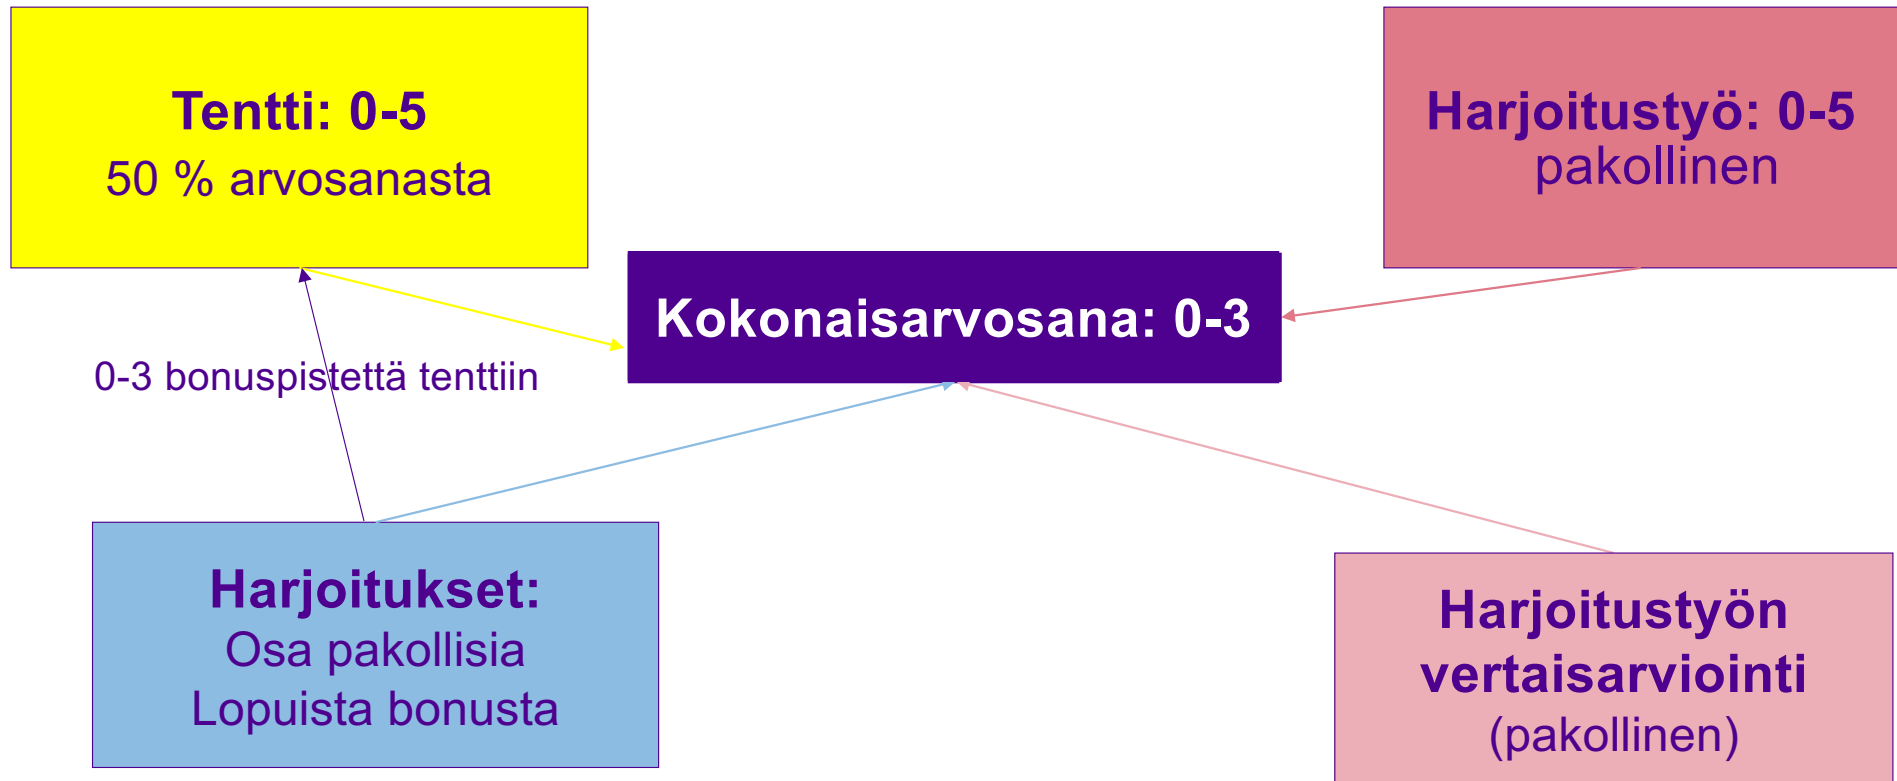 Tentti: 0-5
50 % arvosanasta
Harjoitustyö: 0-5
pakollinen
Kokonaisarvosana: 0-3
0-3 bonuspistettä tenttiin
Harjoitukset:
Osa pakollisia
Lopuista bonusta
Harjoitustyön
vertaisarviointi
(pakollinen)